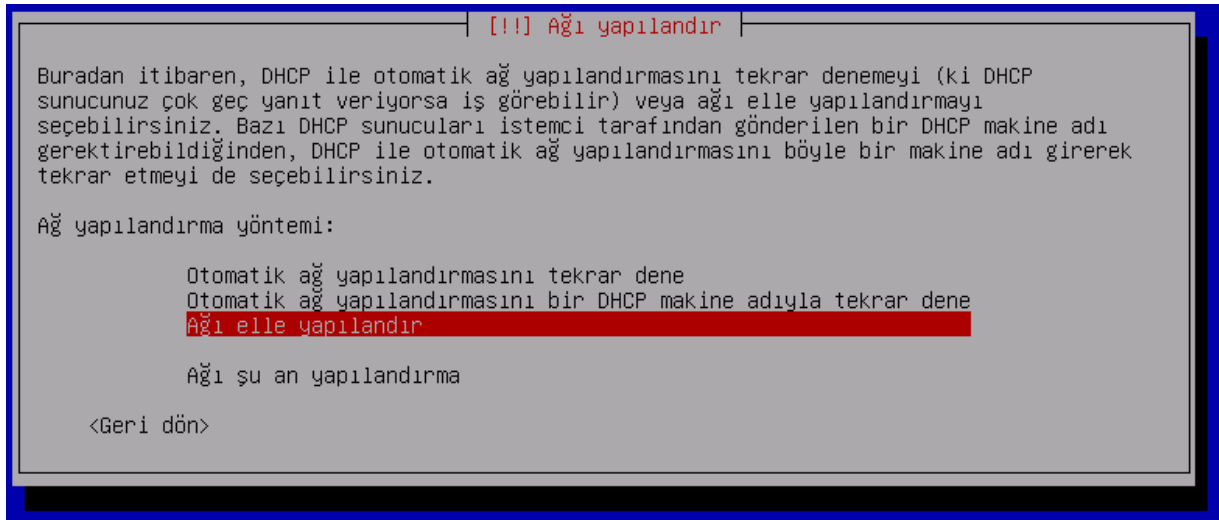 [!!] Ağı yapılandır
Buradan itibaren, DHCP ile otomatik ağ yapılandırmasını tekrar denemeyi (ki DHCP
sunucunuz çok geç yanıt veriyorsa iş görebilir) veya ağı elle yapılandırmayı
seçebilirsiniz. Bazı DHCP sunucuları istemci tarafından gönderilen bir DHCP makine adı
gerektirebildiğinden, DHCP ile otomatik ağ yapılandırmasını böyle bir makine adı girerek
tekrar etmeyi de seçebilirsiniz.
Ağ yapılandırma yöntemi:
Otomatik ağ yapılandırmasını tekrar dene
Otomatik ağ yapılandırmasını bir DHCP makine adıyla tekrar dene
Ağı elle yapılandır
Ağı şu an yapılandırma
<Geri dön>